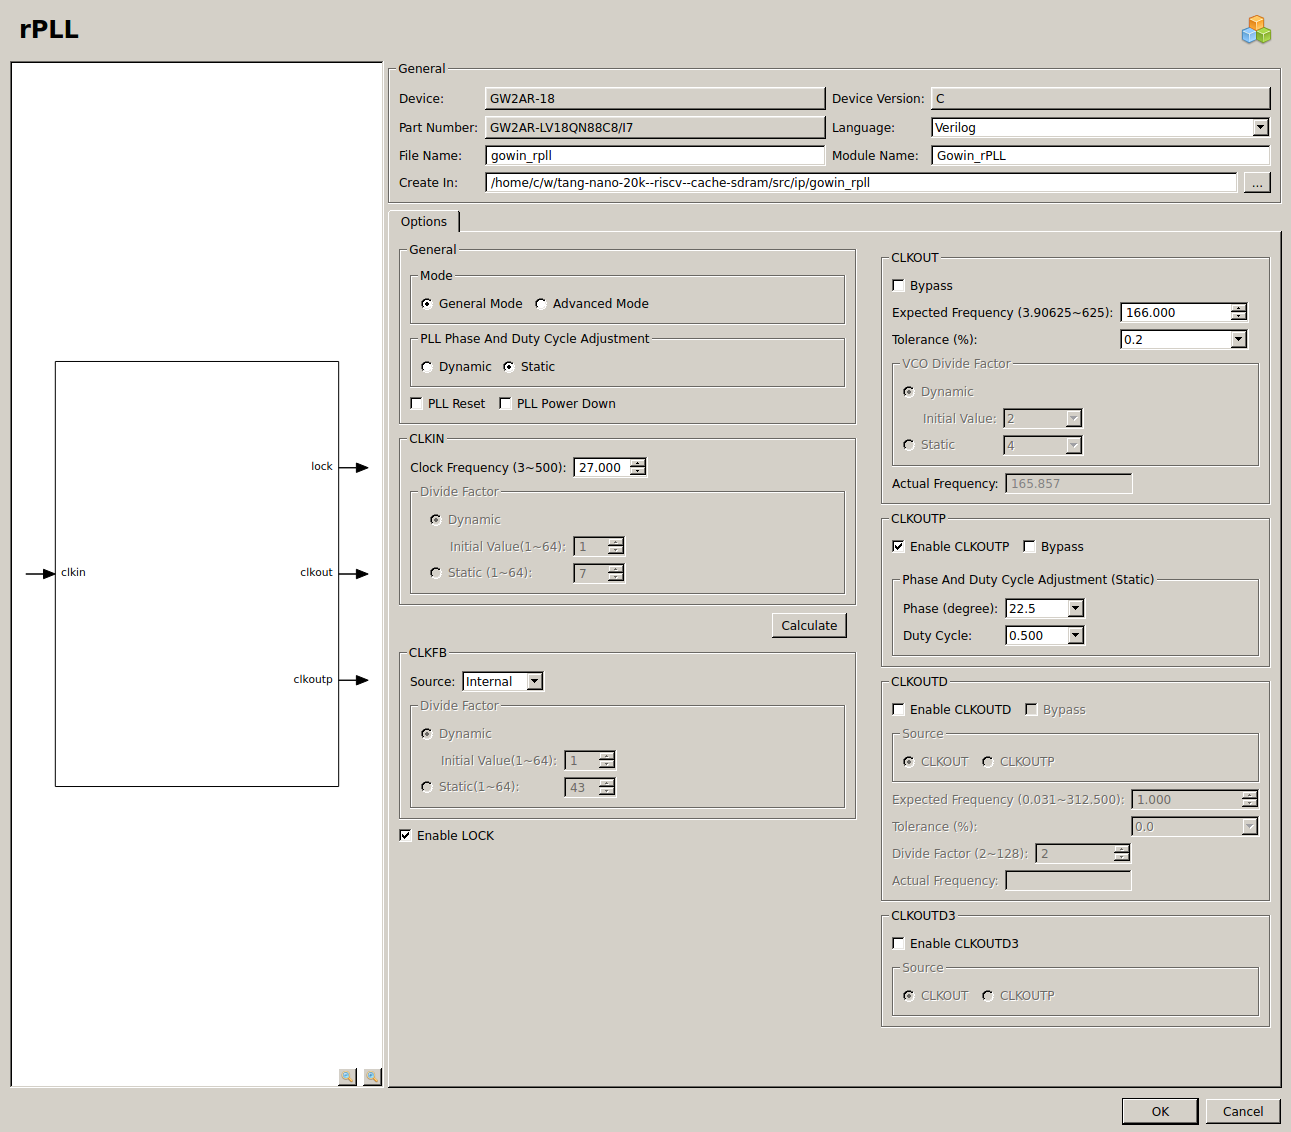 rPLL
lock
clkin
clkout
clkoutp
General
Device: GW2AR-18 Device Version: C
Part Number: GW2AR-LV18QN88C8/I7 Language: Verilog
File Name: gowin_rpll Module Name: Gowin_rPLL
Create In: /home/c/w/tang-nano-20k--riscv--cache-sdram/src/ip/gowin_rpll ...
Options
General
Mode
General Mode Advanced Mode
PLL Phase And Duty Cycle Adjustment
Dynamic Static
PLL Reset PLL Power Down
CLKIN
Clock Frequency (3~500): 27.000
Divide Factor
Dynamic
Initial Value(1~64): 1
Static (1~64): 7
Calculate
CLKFB
Source: Internal
Divide Factor
Dynamic
Initial Value(1~64): 1
Static(1~64): 43
Enable LOCK
CLKOUT
Bypass
Expected Frequency (3.90625~625): 166.000
Tolerance (%): 0.2
VCO Divide Factor
Dynamic
Initial Value: 2
Static 4
Actual Frequency: 165.857
CLKOUTP
Enable CLKOUTP Bypass
Phase And Duty Cycle Adjustment (Static)
Phase (degree): 22.5
Duty Cycle: 0.500
CLKOUTD
Enable CLKOUTD Bypass
Source
CLKOUT CLKOUTP
Expected Frequency (0.031~312.500): 1.000
Tolerance (%): 0.0
Divide Factor (2~128): 2
Actual Frequency:
CLKOUTD3
Enable CLKOUTD3
Source
CLKOUT CLKOUTP
OK Cancel